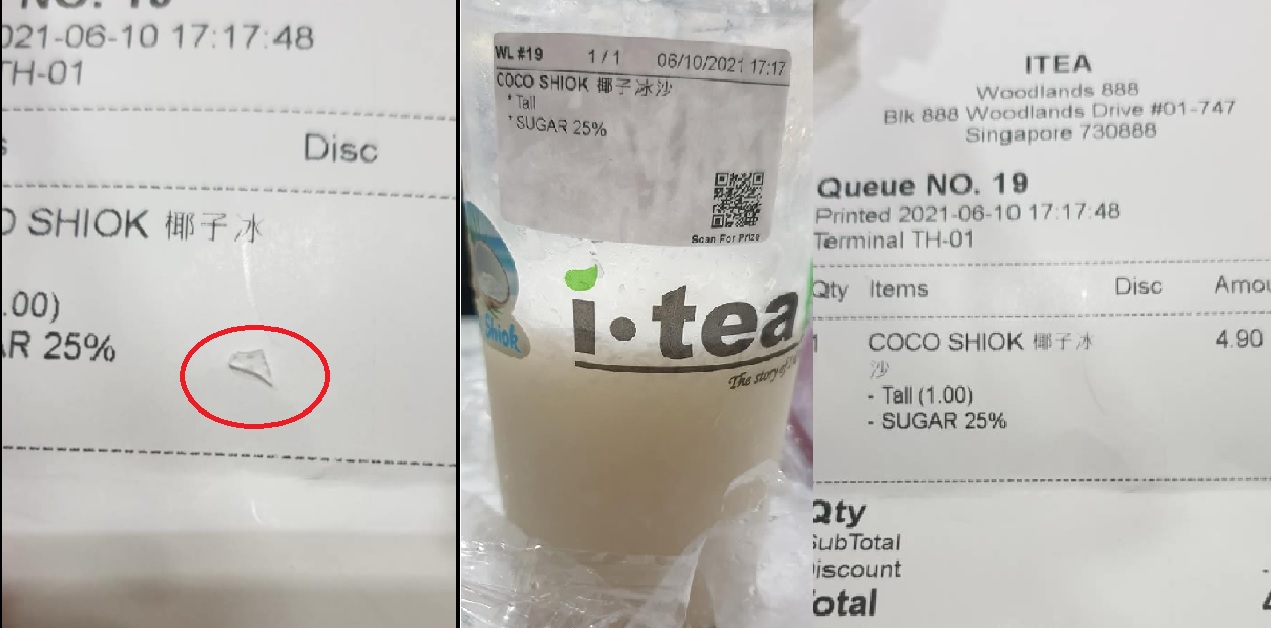 NO. 19
021-06-10 17:17:48
TH-01
Disc
O SHIOK 椰子冰
.00)
AR 25%
WL #19 1 / 1 06/10/2021 17:17
COCO SHIOK 椰子冰沙
* Tall
* SUGAR 25%
Scan For Prize
Shiok
i·tea
The story of
ITEA
Woodlands 888
Blk 888 Woodlands Drive #01-747
Singapore 730888
Queue NO. 19
Printed 2021-06-10 17:17:48
Terminal TH-01
Qty Items Disc Amou
1 COCO SHIOK 椰子冰 4.90
沙
- Tall (1.00)
- SUGAR 25%
Qty
SubTotal
Discount
otal